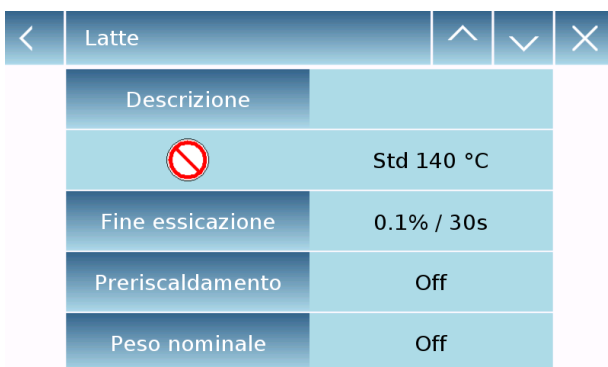 Latte
Descrizione
Std 140 °C
Fine essicazione 0.1% / 30s
Preriscaldamento Off
Peso nominale Off